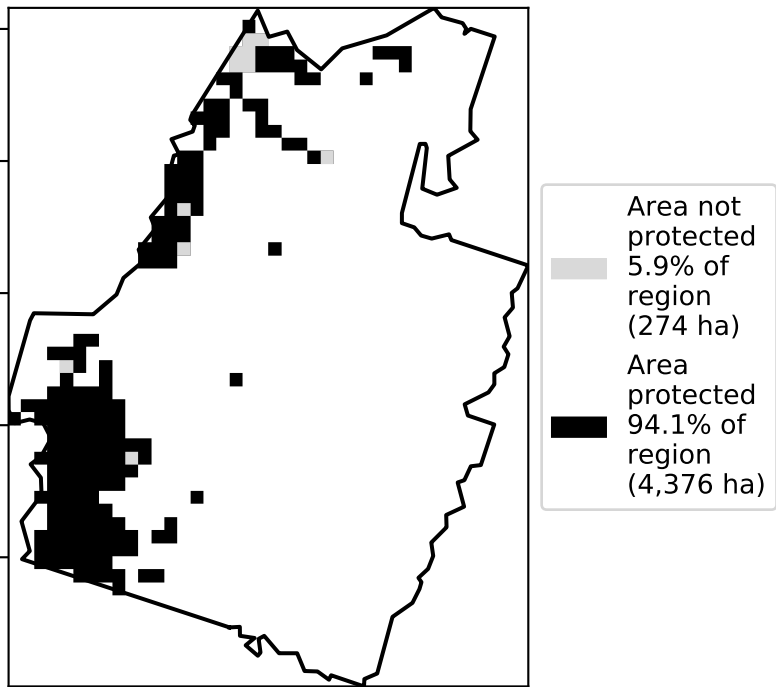 Area not
protected
5.9% of
region
(274 ha)
Area
protected
94.1% of
region
(4,376 ha)